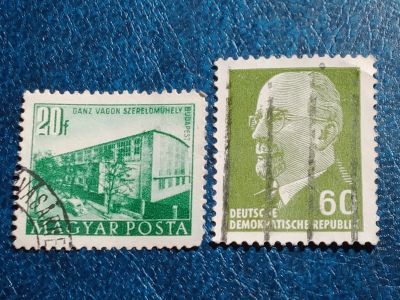 20f
GANZ VAGON SZERELŐMŰHELY
BUDAPEST
MAGYAR POSTA
60
DEUTSCHE
DEMOKRATISCHE REPUBLIK